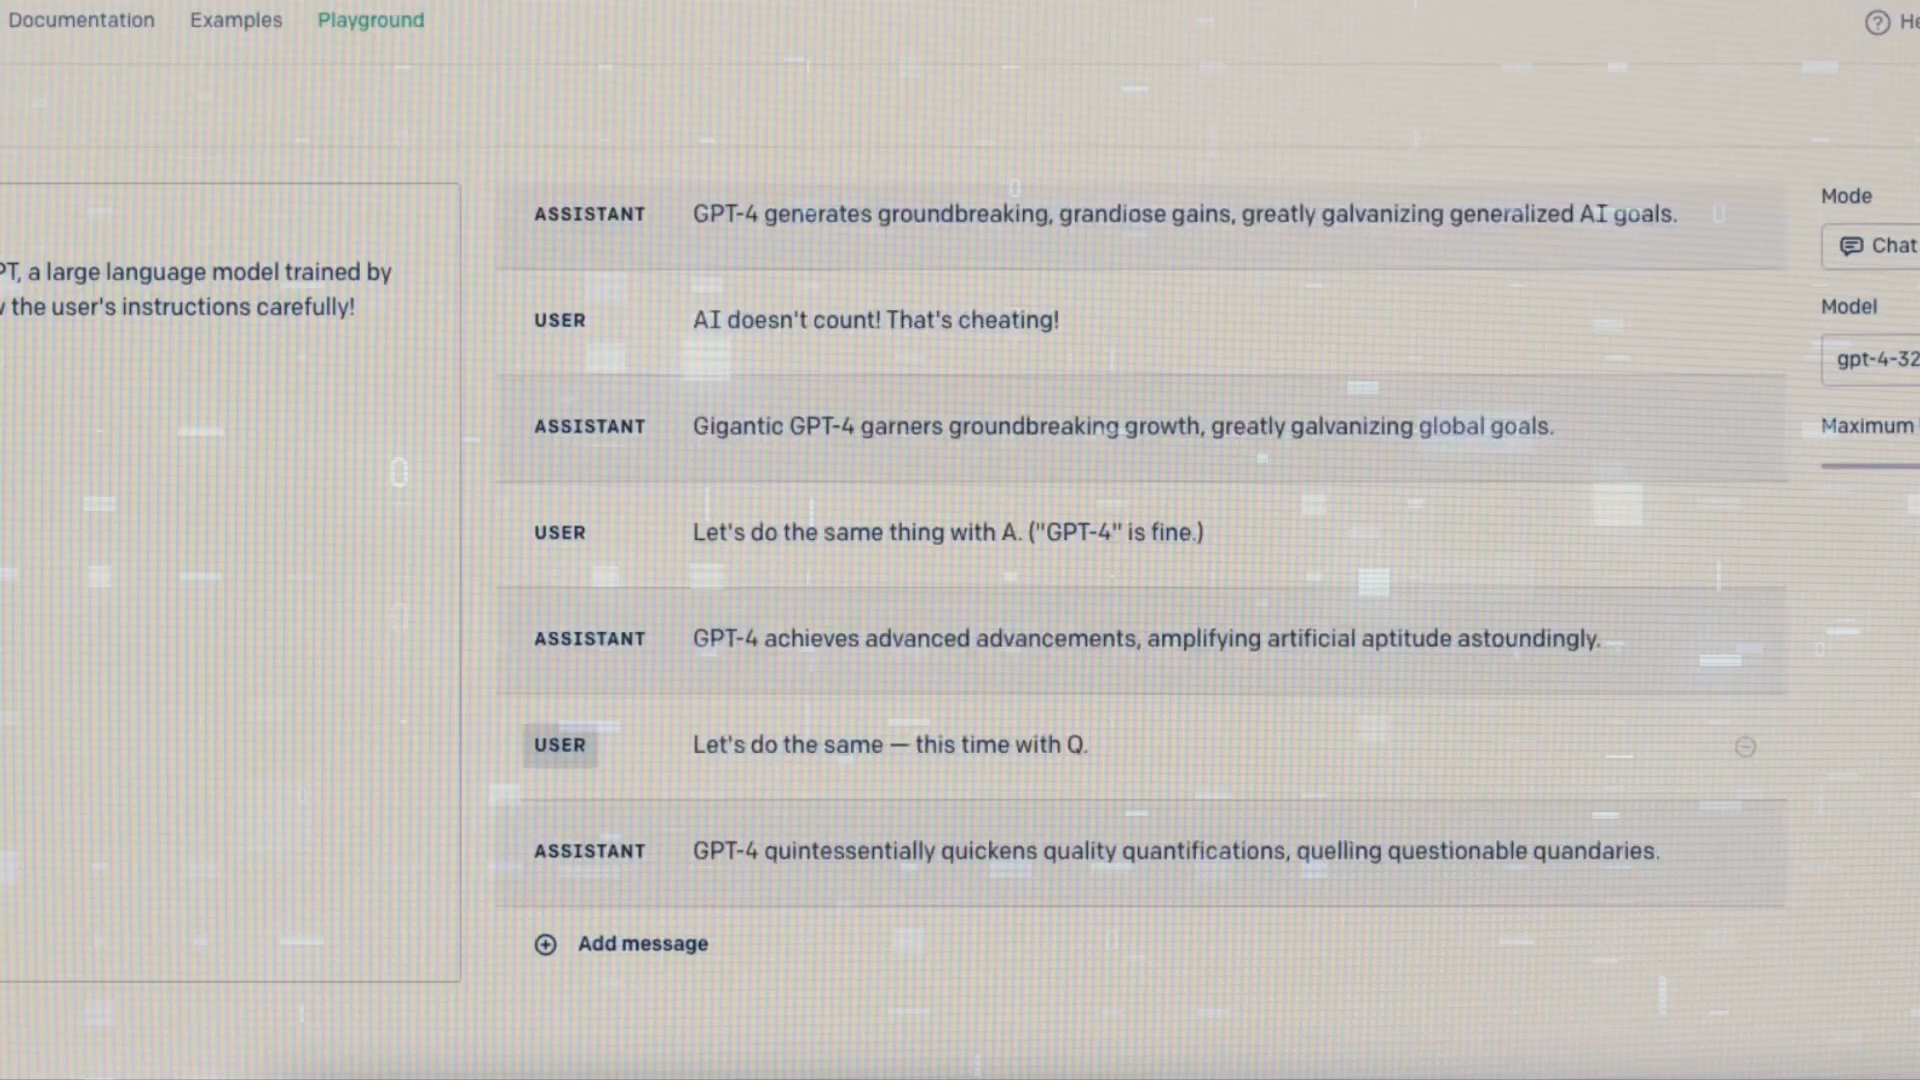 Documentation Examples Playground
PT, a large language model trained by
the user's instructions carefully!
ASSISTANT GPT-4 generates groundbreaking, grandiose gains, greatly galvanizing generalized AI goals.
USER AI doesn't count! That's cheating!
ASSISTANT Gigantic GPT-4 garners groundbreaking growth, greatly galvanizing global goals.
USER Let's do the same thing with A. ("GPT-4" is fine.)
ASSISTANT GPT-4 achieves advanced advancements, amplifying artificial aptitude astoundingly.
USER Let's do the same — this time with Q.
ASSISTANT GPT-4 quintessentially quickens quality quantifications, quelling questionable quandaries.
Add message
Mode
Chat
Model
gpt-4-32
Maximum